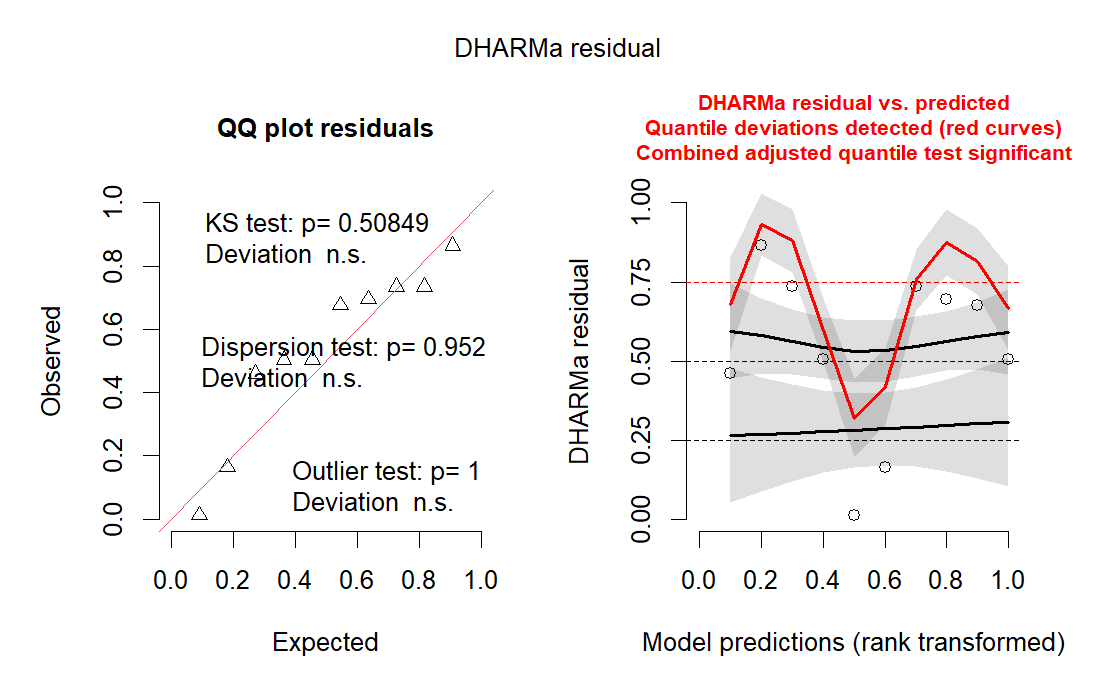 DHARMa residual
QQ plot residuals
KS test: p= 0.50849
Deviation n.s.
Dispersion test: p= 0.952
Deviation n.s.
Outlier test: p= 1
Deviation n.s.
Observed
1.0
0.8
0.6
0.4
0.2
0.0
0.0 0.2 0.4 0.6 0.8 1.0
Expected
DHARMa residual vs. predicted
Quantile deviations detected (red curves)
Combined adjusted quantile test significant
DHARMa residual
1.00
0.75
0.50
0.25
0.00
0.0 0.2 0.4 0.6 0.8 1.0
Model predictions (rank transformed)